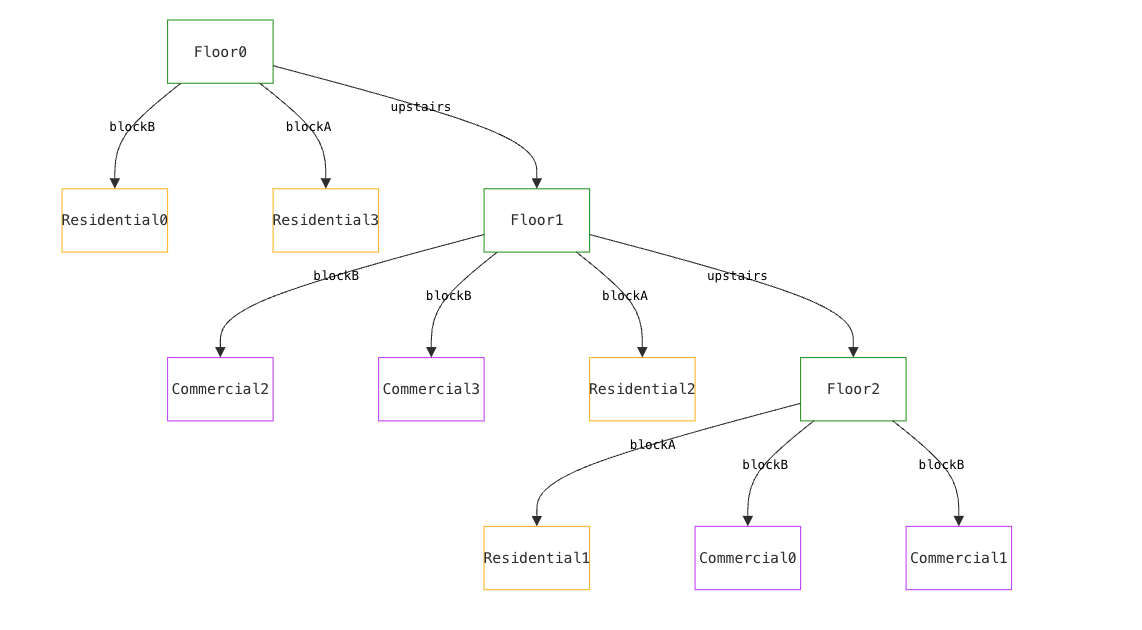 Floor0
upstairs
blockB
blockA
Residential0
Residential3
Floor1
blockB
upstairs
blockB
blockA
Commercial2
Commercial3
Residential2
Floor2
blockA
blockB
blockB
Residential1
Commercial0
Commercial1